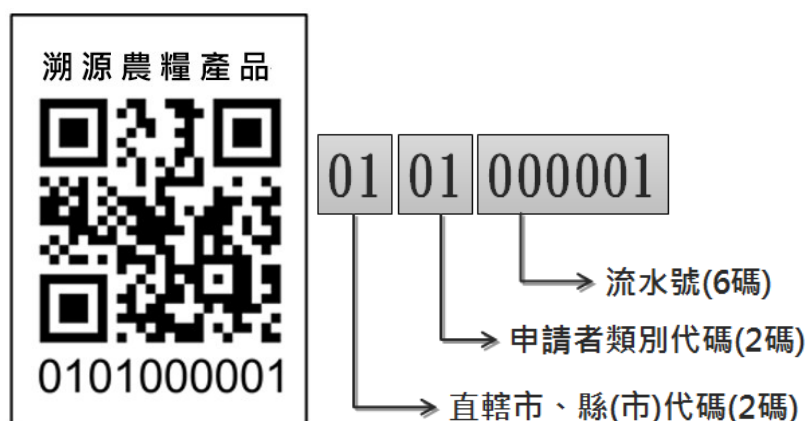 溯源農糧產品
0101000001
01 01 000001
流水號(6碼)
申請者類別代碼(2碼)
直轄市、縣(市)代碼(2碼)